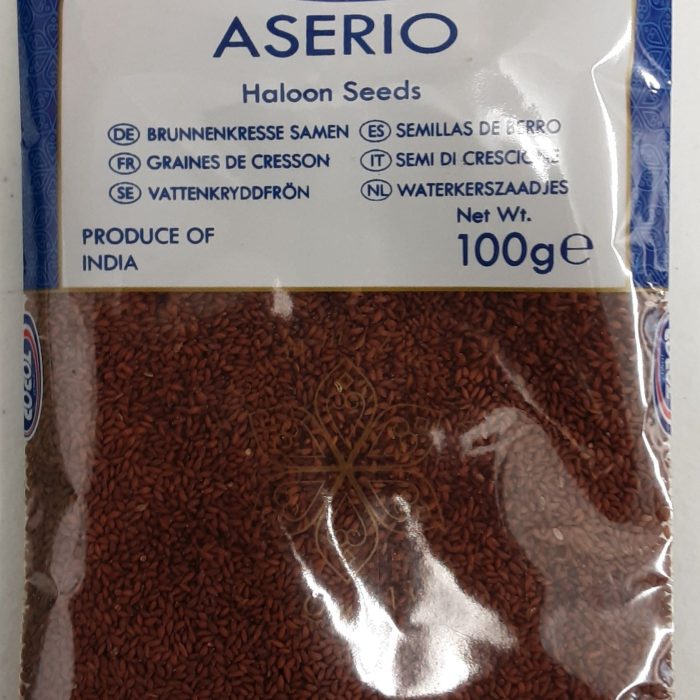 ASERIO
Haloon Seeds
DE BRUNNENKRESSE SAMEN
ES SEMILLAS DE BERRO
FR GRAINES DE CRESSON
IT SEMI DI
SE VATTENKRYDDFRÖN
NL WATERKERSZAADJES
PRODUCE OF
INDIA
Net Wt.
100g℮